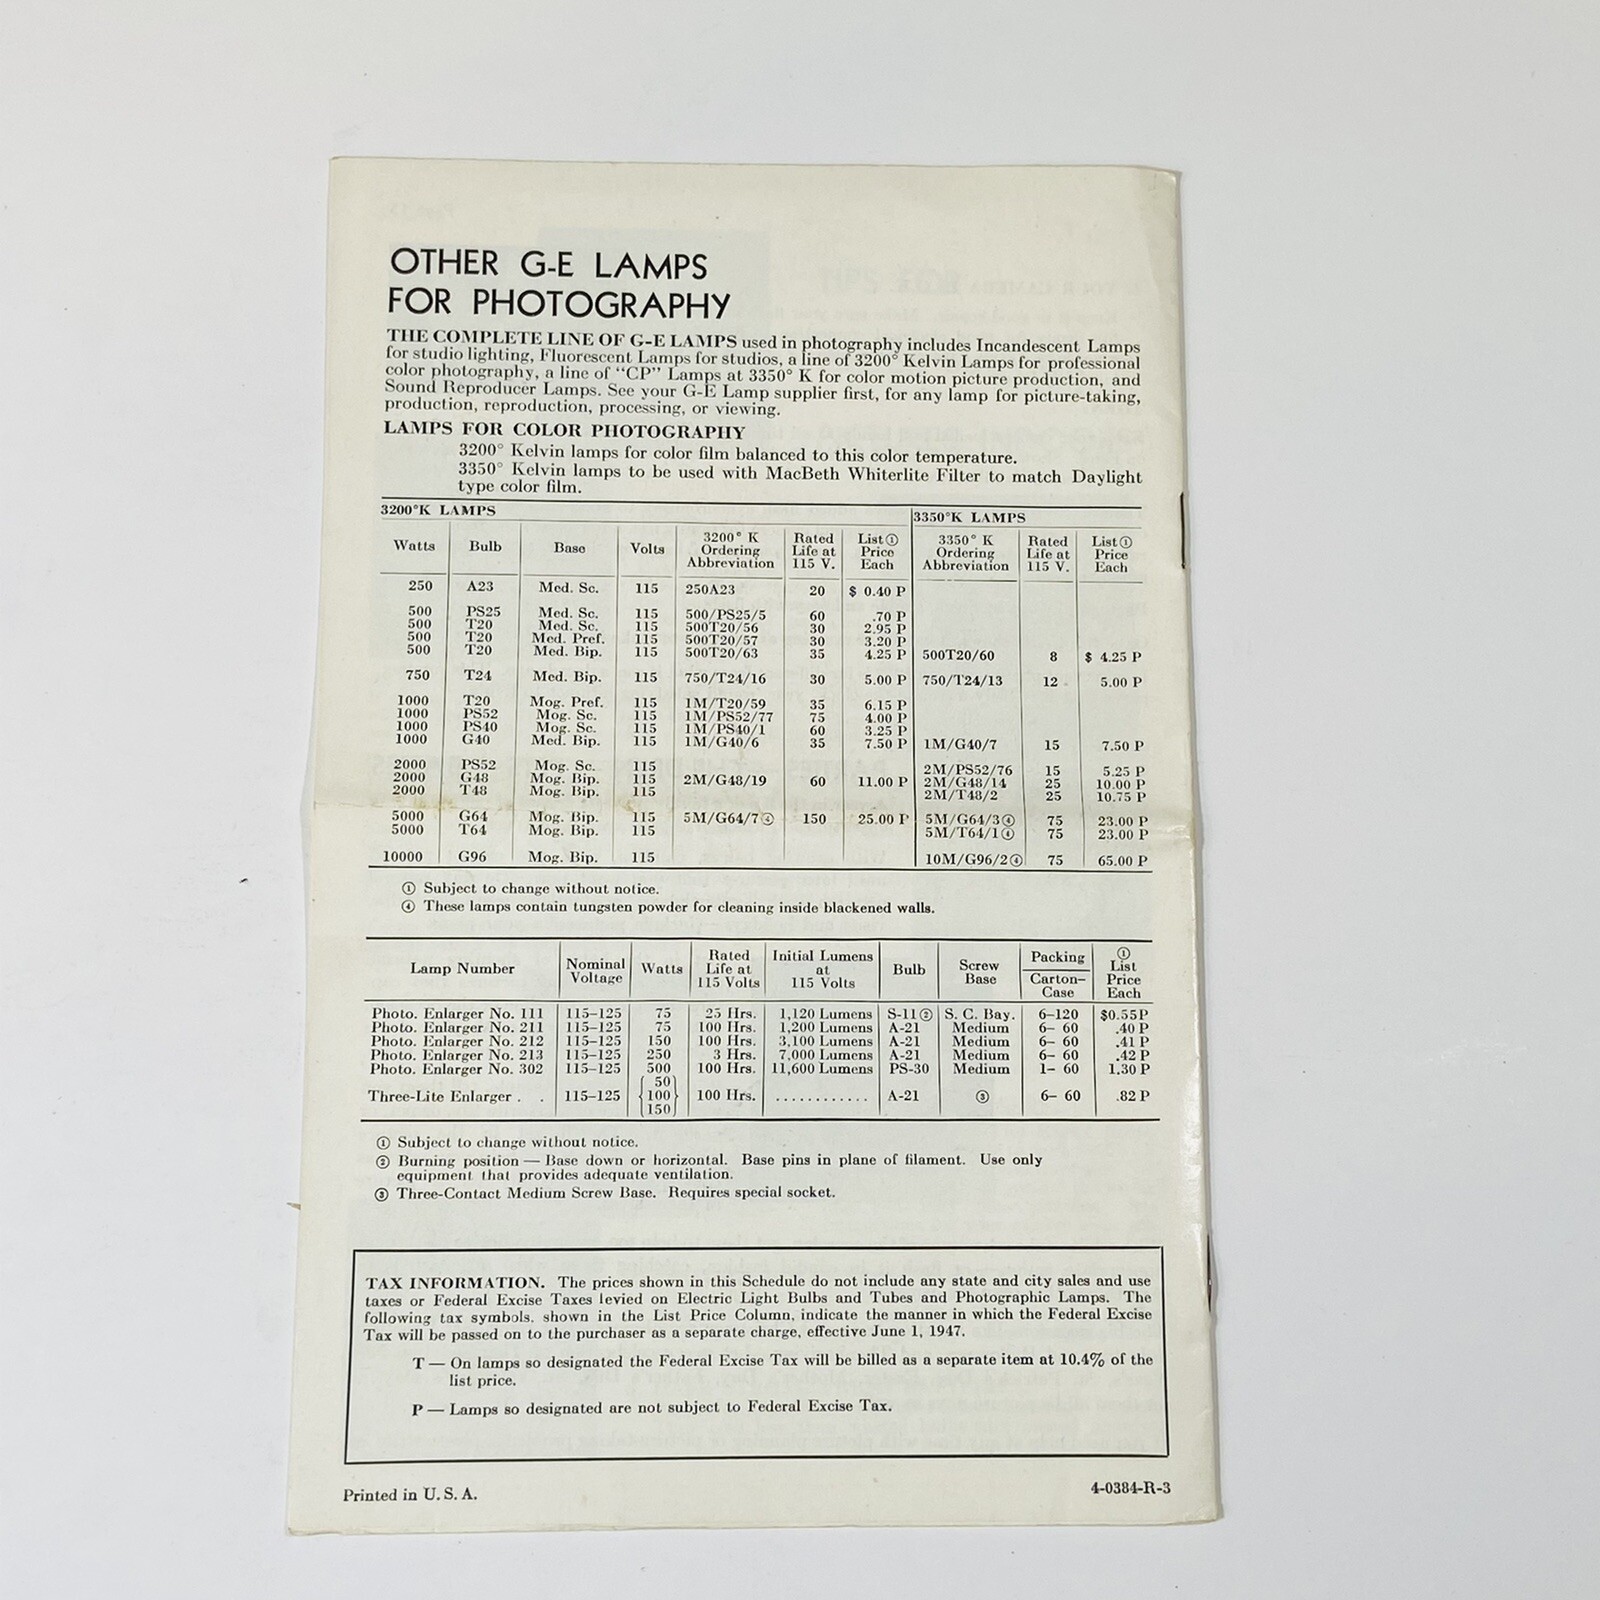 OTHER G-E LAMPS
FOR PHOTOGRAPHY
THE COMPLETE LINE OF G-E LAMPS used in photography includes Incandescent Lamps
for studio lighting, Fluorescent Lamps for studios, a line of 3200° Kelvin Lamps for professional
color photography, a line of “CP” Lamps at 3350° K for color motion picture production, and
Sound Reproducer Lamps. See your G-E Lamp supplier first, for any lamp for picture-taking,
production, reproduction, processing, or viewing.
LAMPS FOR COLOR PHOTOGRAPHY
3200° Kelvin lamps for color film balanced to this color temperature.
3350° Kelvin lamps to be used with MacBeth Whiterlite Filter to match Daylight
type color film.
3200°K LAMPS 3350°K LAMPS
Watts Bulb Base Volts 3200° K Ordering Abbreviation Rated Life at 115 V. List① Price Each 3350° K Ordering Abbreviation Rated Life at 115 V. List① Price Each
250 A23 Med. Sc. 115 250A23 20 $ 0.40 P
500 PS25 Med. Sc. 115 500/PS25/5 60 .70 P
500 T20 Med. Sc. 115 500T20/56 30 2.95 P
500 T20 Med. Pref. 115 500T20/57 30 3.20 P
500 T20 Med. Bip. 115 500T20/63 35 4.25 P 500T20/60 8 $ 4.25 P
750 T24 Med. Bip. 115 750/T24/16 30 5.00 P 750/T24/13 12 5.00 P
1000 T20 Mog. Pref. 115 1M/T20/59 35 6.15 P
1000 PS52 Mog. Sc. 115 1M/PS52/77 75 4.00 P
1000 PS40 Mog. Sc. 115 1M/PS40/1 60 3.25 P
1000 G40 Med. Bip. 115 1M/G40/6 35 7.50 P 1M/G40/7 15 7.50 P
2000 PS52 Mog. Sc. 115 2M/PS52/76 15 5.25 P
2000 G48 Mog. Bip. 115 2M/G48/19 60 11.00 P 2M/G48/14 25 10.00 P
2000 T48 Mog. Bip. 115 2M/T48/2 25 10.75 P
5000 G64 Mog. Bip. 115 5M/G64/7④ 150 25.00 P 5M/G64/3④ 75 23.00 P
5000 T64 Mog. Bip. 115 5M/T64/1④ 75 23.00 P
10000 G96 Mog. Bip. 115 10M/G96/2④ 75 65.00 P
① Subject to change without notice.
④ These lamps contain tungsten powder for cleaning inside blackened walls.
Lamp Number Nominal Voltage Watts Rated Life at 115 Volts Initial Lumens at 115 Volts Bulb Screw Base Packing Carton-Case ① List Price Each
Photo. Enlarger No. 111 115–125 75 25 Hrs. 1,120 Lumens S-11② S. C. Bay. 6–120 $0.55P
Photo. Enlarger No. 211 115–125 75 100 Hrs. 1,200 Lumens A-21 Medium 6– 60 .40 P
Photo. Enlarger No. 212 115–125 150 100 Hrs. 3,100 Lumens A-21 Medium 6– 60 .41 P
Photo. Enlarger No. 213 115–125 250 3 Hrs. 7,000 Lumens A-21 Medium 6– 60 .42 P
Photo. Enlarger No. 302 115–125 500 100 Hrs. 11,600 Lumens PS-30 Medium 1– 60 1.30 P
Three-Lite Enlarger . . 115–125 {50 100 150} 100 Hrs. ............ A-21 ③ 6– 60 .82 P
① Subject to change without notice.
② Burning position — Base down or horizontal. Base pins in plane of filament. Use only
equipment that provides adequate ventilation.
③ Three-Contact Medium Screw Base. Requires special socket.
TAX INFORMATION. The prices shown in this Schedule do not include any state and city sales and use
taxes or Federal Excise Taxes levied on Electric Light Bulbs and Tubes and Photographic Lamps. The
following tax symbols, shown in the List Price Column, indicate the manner in which the Federal Excise
Tax will be passed on to the purchaser as a separate charge, effective June 1, 1947.
T — On lamps so designated the Federal Excise Tax will be billed as a separate item at 10.4% of the
list price.
P — Lamps so designated are not subject to Federal Excise Tax.
Printed in U. S. A. 4-0384-R-3